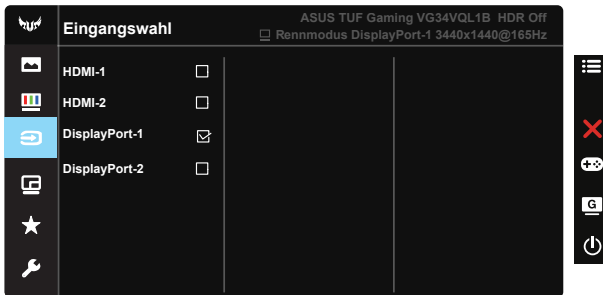 Eingangswahl
ASUS TUF Gaming VG34VQL1B HDR Off
Rennmodus DisplayPort-1 3440x1440@165Hz
HDMI-1
HDMI-2
DisplayPort-1
DisplayPort-2
G